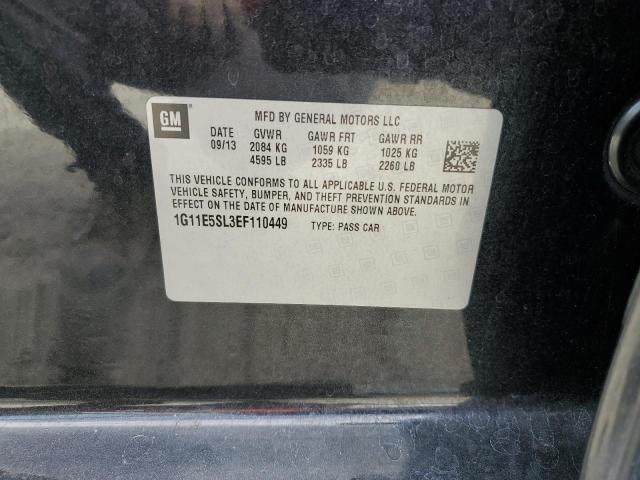 GM
MFD BY GENERAL MOTORS LLC
DATE GVWR GAWR FRT GAWR RR
09/13 2084 KG 1059 KG 1025 KG
4595 LB 2335 LB 2260 LB
THIS VEHICLE CONFORMS TO ALL APPLICABLE U.S. FEDERAL MOTOR
VEHICLE SAFETY, BUMPER, AND THEFT PREVENTION STANDARDS
IN EFFECT ON THE DATE OF MANUFACTURE SHOWN ABOVE.
1G11E5SL3EF110449 TYPE: PASS CAR